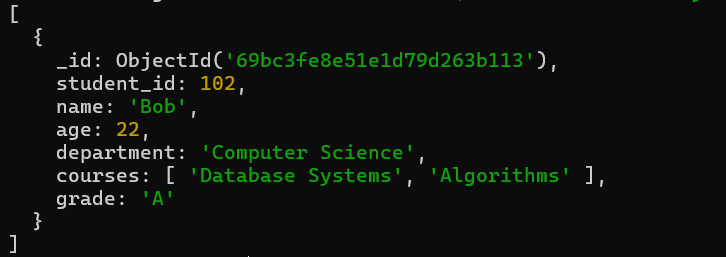 [
  {
    _id: ObjectId('69bc3fe8e51e1d79d263b113'),
    student_id: 102,
    name: 'Bob',
    age: 22,
    department: 'Computer Science',
    courses: [ 'Database Systems', 'Algorithms' ],
    grade: 'A'
  }
]